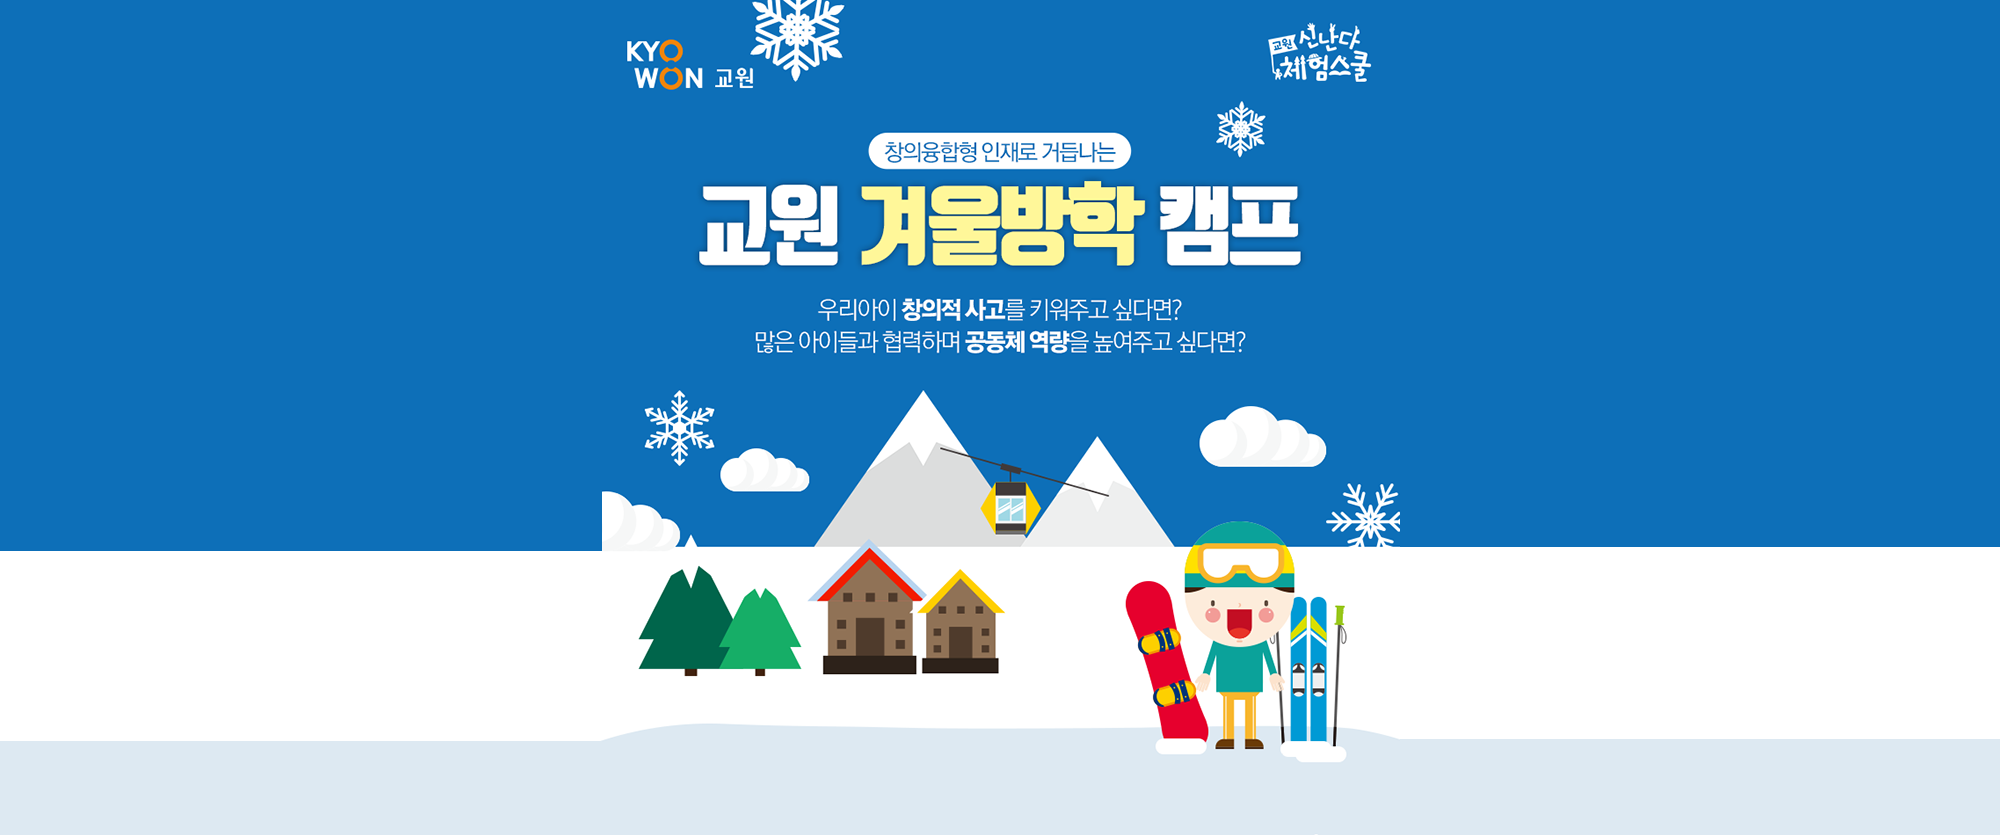 KYO
WON 교원
교원 신난다
체험스쿨
창의융합형 인재로 거듭나는
교원 겨울방학 캠프
우리아이 창의적 사고를 키워주고 싶다면?
많은 아이들과 협력하며 공동체 역량을 높여주고 싶다면?